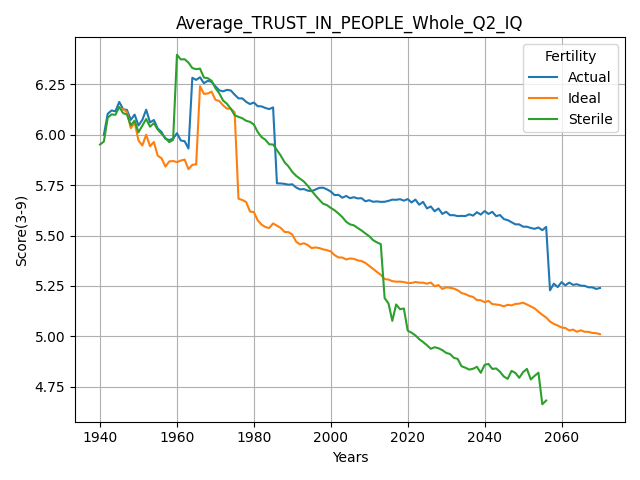 Average_TRUST_IN_PEOPLE_Whole_Q2_IQ
Fertility
Actual
Ideal
Sterile
Score(3-9)
6.25
6.00
5.75
5.50
5.25
5.00
4.75
1940 1960 1980 2000 2020 2040 2060
Years